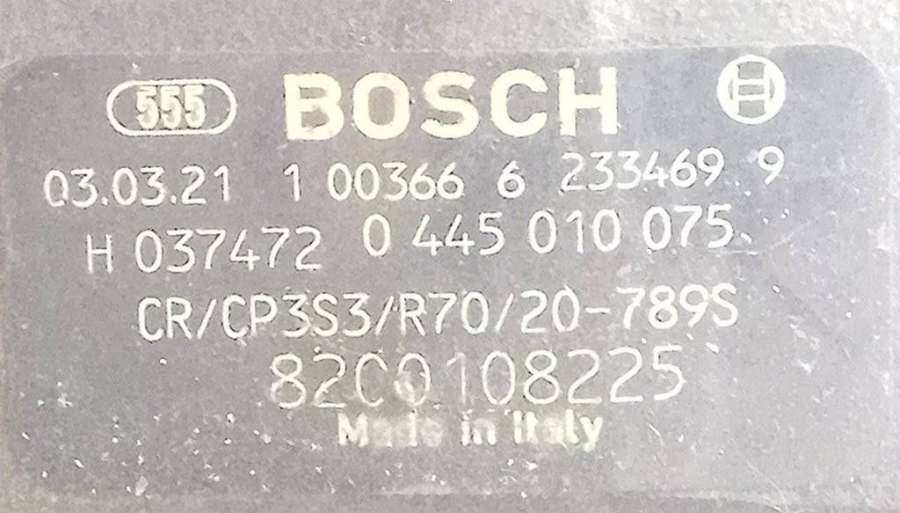 555 BOSCH
03.03.21 1 00366 6 233469 9
H 037472 0 445 010 075
CR/CP3S3/R70/20-789S
8200108225
Made in Italy